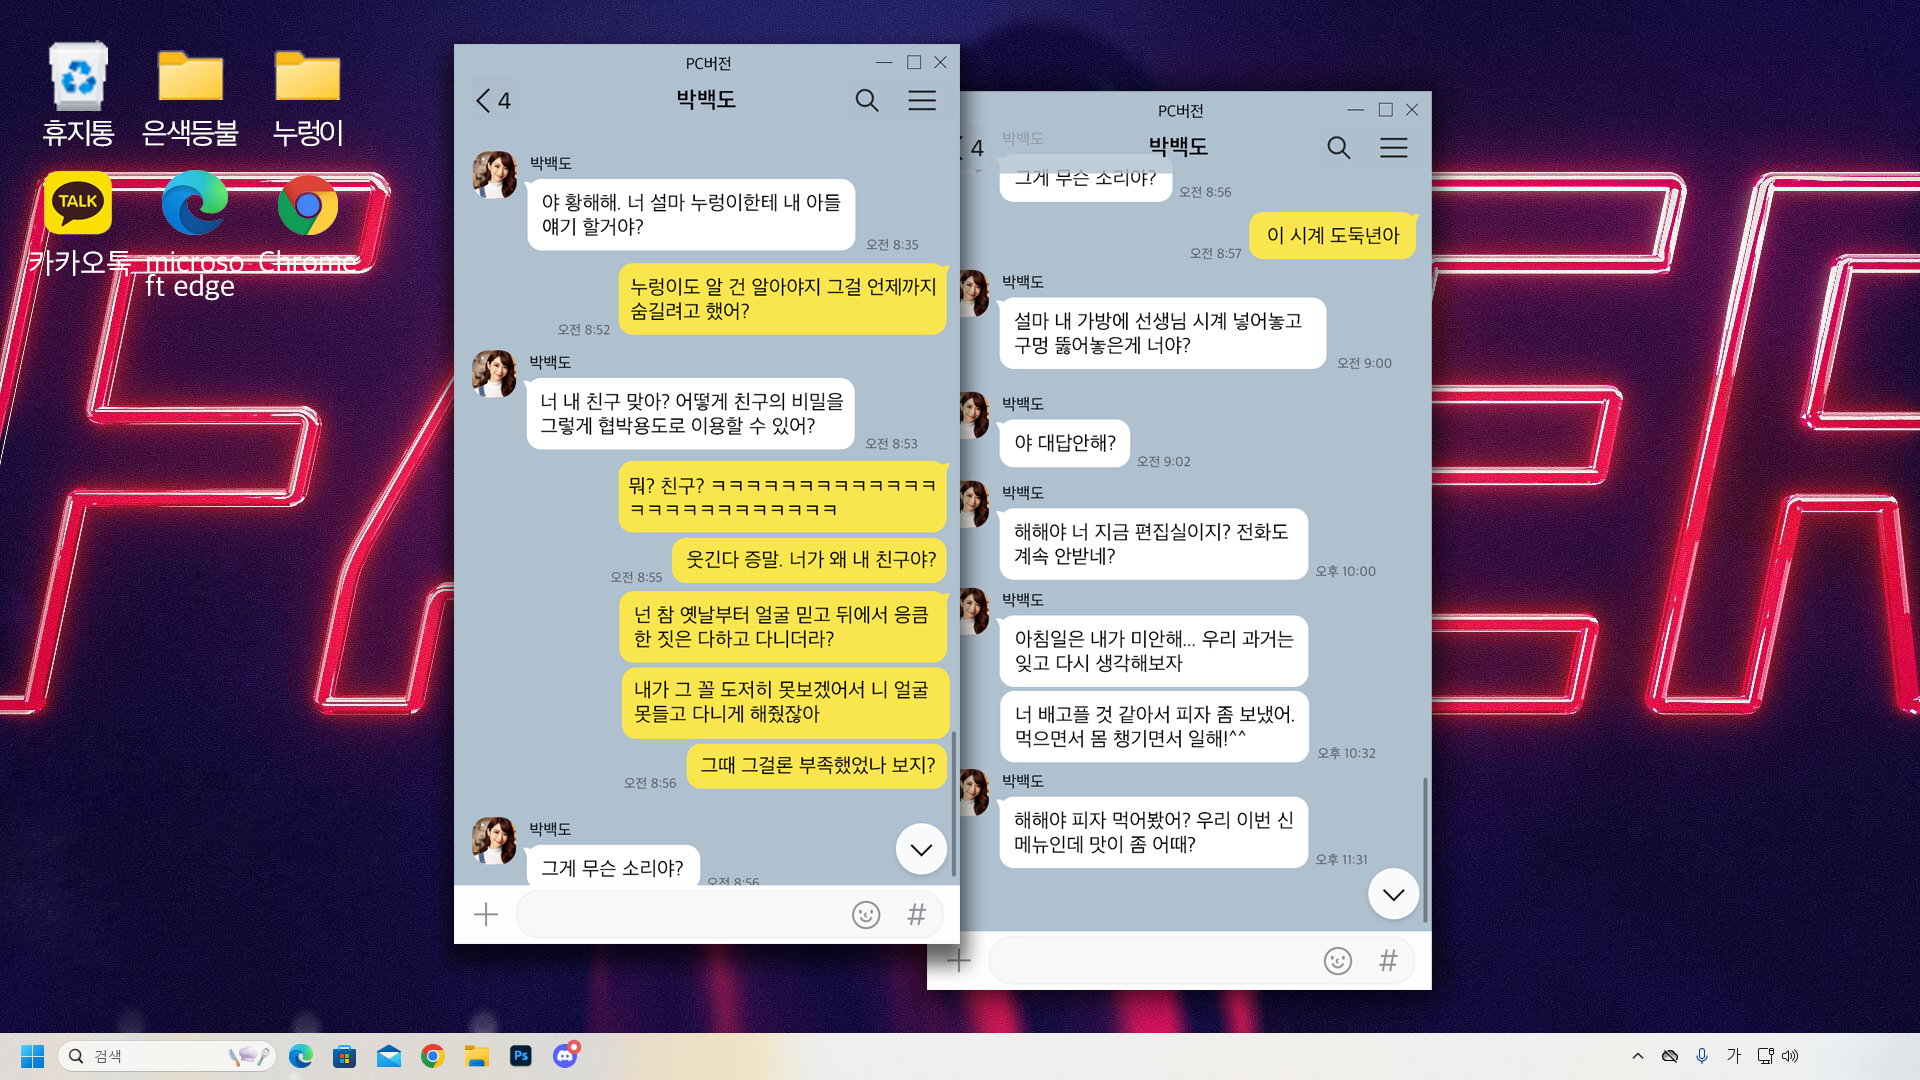 휴지통
은색등불
누렁이
TALK
카카오톡
microso
ft edge
Chrome
PC버전
4
박백도
박백도
야 황해해. 너 설마 누렁이한테 내 아들
얘기 할거야?
오전 8:35
누렁이도 알 건 알아야지 그걸 언제까지
숨길려고 했어?
오전 8:52
박백도
너 내 친구 맞아? 어떻게 친구의 비밀을
그렇게 협박용도로 이용할 수 있어?
오전 8:53
뭐? 친구? ㅋㅋㅋㅋㅋㅋㅋㅋㅋㅋㅋㅋㅋ
ㅋㅋㅋㅋㅋㅋㅋㅋㅋㅋㅋㅋ
웃긴다 증말. 너가 왜 내 친구야?
오전 8:55
넌 참 옛날부터 얼굴 믿고 뒤에서 응큼
한 짓은 다하고 다니더라?
내가 그 꼴 도저히 못보겠어서 니 얼굴
못들고 다니게 해줬잖아
그때 그걸론 부족했었나 보지?
오전 8:56
박백도
그게 무슨 소리야?
오전 8:56
#
PC버전
4
박백도
박백도
그게 무슨 소리야?
오전 8:56
이 시계 도둑년아
오전 8:57
박백도
설마 내 가방에 선생님 시계 넣어놓고
구멍 뚫어놓은게 너야?
오전 9:00
박백도
야 대답안해?
오전 9:02
박백도
해해야 너 지금 편집실이지? 전화도
계속 안받네?
오후 10:00
박백도
아침일은 내가 미안해... 우리 과거는
잊고 다시 생각해보자
너 배고플 것 같아서 피자 좀 보냈어.
먹으면서 몸 챙기면서 일해!^^
오후 10:32
박백도
해해야 피자 먹어봤어? 우리 이번 신
메뉴인데 맛이 좀 어때?
오후 11:31
#
검색
Ps
가